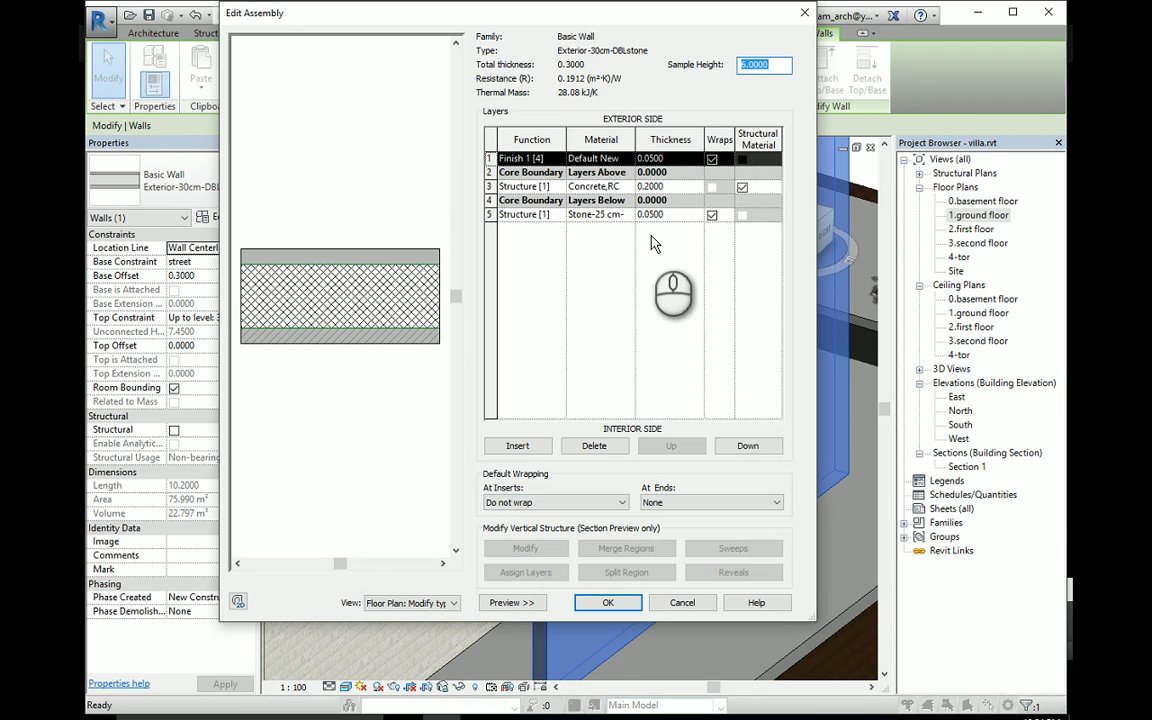 Edit Assembly
am_arch@y...
Architecture
Struct
Modify
Properties
Paste
Select
Clipboa
Attach
Top/Base
Detach
Top/Base
dify Wall
Modify | Walls
Properties
Basic Wall
Exterior-30cm-DBL
Walls (1)
Constraints
Location Line Wall Centerl
Base Constraint street
Base Offset 0.3000
Base is Attached
Base Extension ... 0.0000
Top Constraint Up to level: 3
Unconnected H... 7.4500
Top Offset 0.0000
Top is Attached
Top Extension ... 0.0000
Room Bounding
Related to Mass
Structural
Structural
Enable Analytic...
Structural Usage Non-bearing
Dimensions
Length 10.2000
Area 75.990 m²
Volume 22.797 m³
Identity Data
Image
Comments
Mark
Phasing
Phase Created New Constr
Phase Demolish... None
Properties help
Apply
Ready
Family: Basic Wall
Type: Exterior-30cm-DBLstone
Total thickness: 0.3000 Sample Height: 6.0000
Resistance (R): 0.1912 (m²·K)/W
Thermal Mass: 28.08 kJ/K
Layers
EXTERIOR SIDE
Function Material Thickness Wraps Structural Material
1 Finish 1 [4] Default New 0.0500
2 Core Boundary Layers Above 0.0000
3 Structure [1] Concrete,RC 0.2000
4 Core Boundary Layers Below 0.0000
5 Structure [1] Stone-25 cm- 0.0500
INTERIOR SIDE
Insert Delete Up Down
Default Wrapping
At Inserts: At Ends:
Do not wrap None
Modify Vertical Structure (Section Preview only)
Modify Merge Regions Sweeps
Assign Layers Split Region Reveals
View: Floor Plan: Modify typ Preview >> OK Cancel Help
1 : 100
:0
Main Model
:1
Project Browser - villa.rvt
Views (all)
Structural Plans
Floor Plans
0.basement floor
1.ground floor
2.first floor
3.second floor
4-tor
Site
Ceiling Plans
0.basement floor
1.ground floor
2.first floor
3.second floor
4-tor
3D Views
Elevations (Building Elevation)
East
North
South
West
Sections (Building Section)
Section 1
Legends
Schedules/Quantities
Sheets (all)
Families
Groups
Revit Links